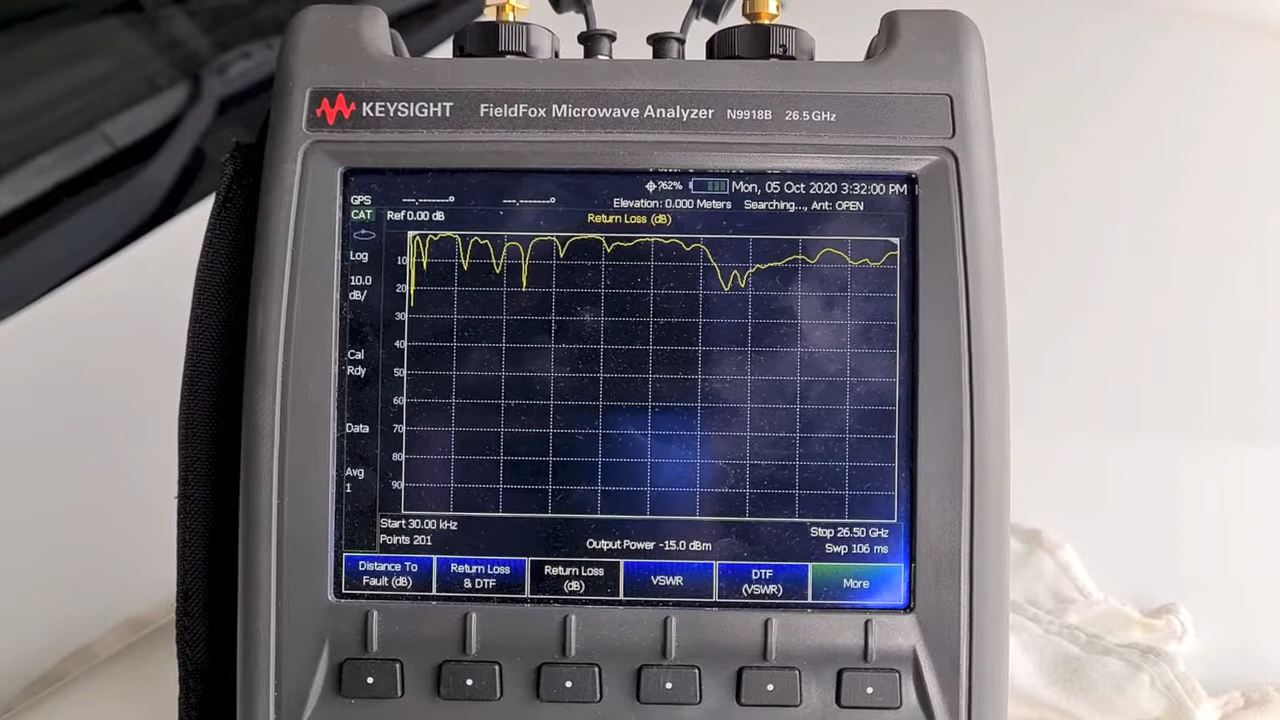 KEYSIGHT FieldFox Microwave Analyzer N9918B 26.5 GHz
?62% Mon, 05 Oct 2020 3:32:00 PM
GPS --.------° --.------° Elevation: 0.000 Meters Searching..., Ant: OPEN
CAT Ref 0.00 dB Return Loss (dB)
Log
10.0
dB/
Cal
Rdy
Data
Avg
1
10
20
30
40
50
60
70
80
90
Start 30.00 kHz Stop 26.50 GHz
Points 201 Output Power -15.0 dBm Swp 106 ms
Distance To
Fault (dB)
Return Loss
& DTF
Return Loss
(dB)
VSWR
DTF
(VSWR)
More